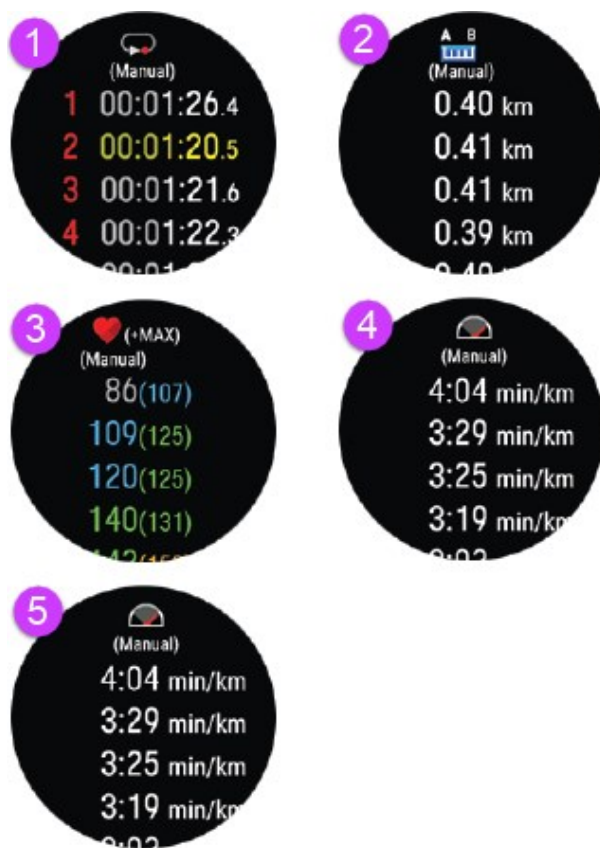 1
(Manual)
1 00:01:26.4
2 00:01:20.5
3 00:01:21.6
4 00:01:22.3
2
A B
(Manual)
0.40 km
0.41 km
0.41 km
0.39 km
3
(+MAX)
(Manual)
86(107)
109(125)
120(125)
140(131)
4
(Manual)
4:04 min/km
3:29 min/km
3:25 min/km
3:19 min/km
5
(Manual)
4:04 min/km
3:29 min/km
3:25 min/km
3:19 min/km